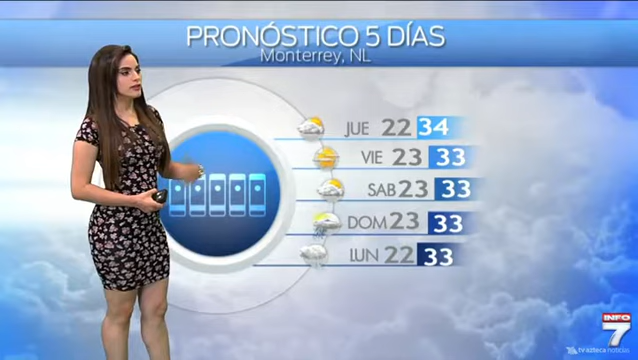 PRONÓSTICO 5 DÍAS
Monterrey, NL
JUE 22 34
VIE 23 33
SAB 23 33
DOM 23 33
LUN 22 33
INFO
7
tv azteca noticias